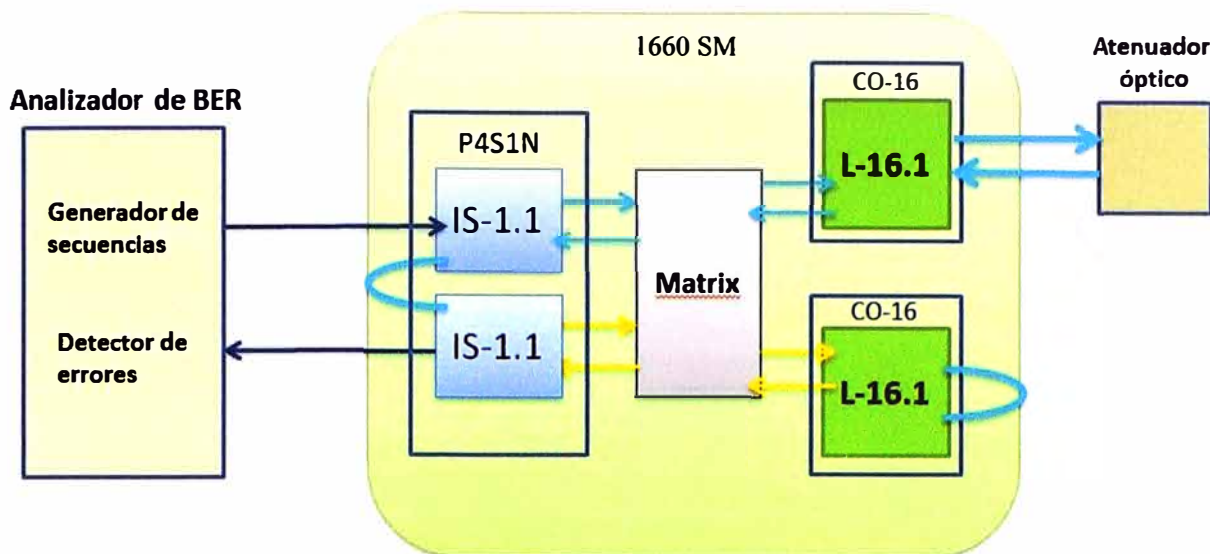 1660 SM
Atenuador
óptico
Analizador de BER
CO-16
P4S1N
L-16.1
Generador de
secuencias
IS-1.1
Matrix
CO-16
Detector de
errores
IS-1.1
L-16.1